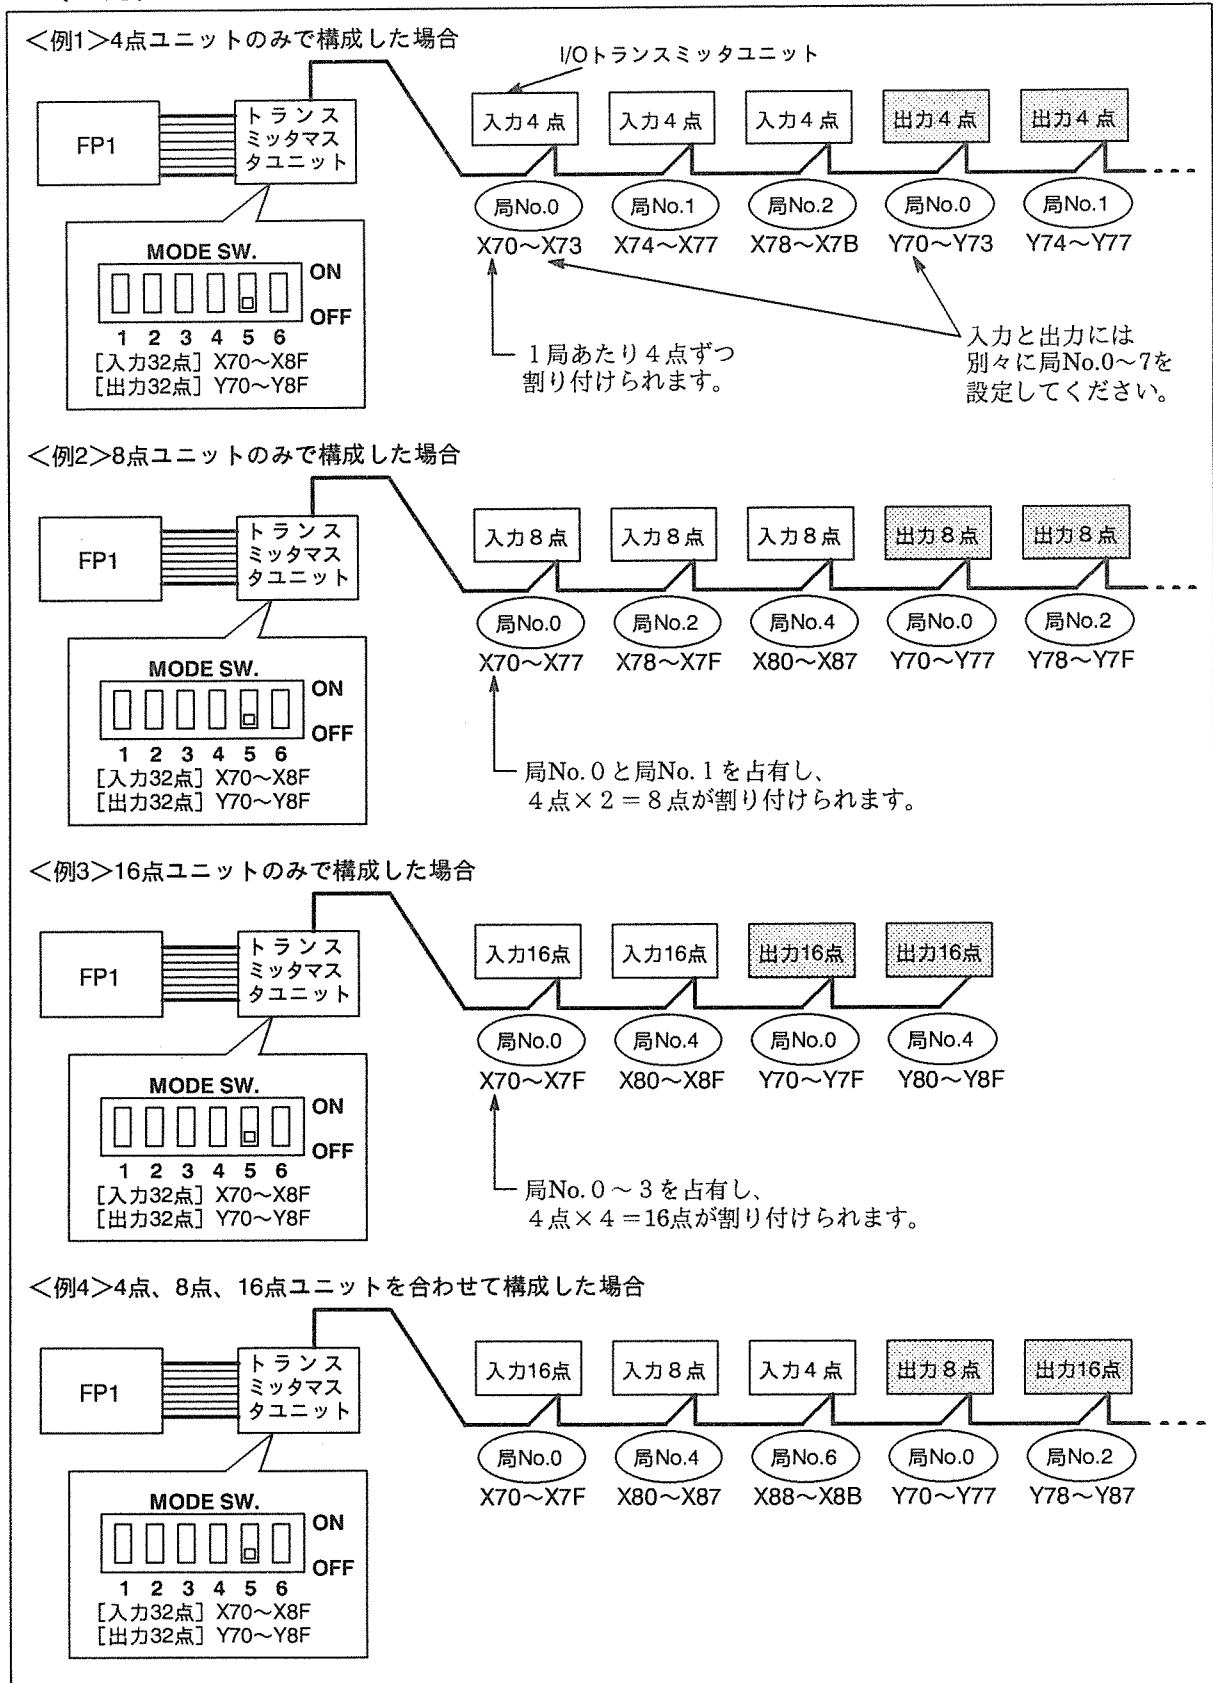 <例1>4点ユニットのみで構成した場合
I/Oトランスミッタユニット
FP1
トランス
ミッタマス
タユニット
入力4点
入力4点
入力4点
出力4点
出力4点
局No.0
局No.1
局No.2
局No.0
局No.1
X70〜X73
X74〜X77
X78〜X7B
Y70〜Y73
Y74〜Y77
MODE SW.
ON
OFF
1 2 3 4 5 6
[入力32点] X70〜X8F
[出力32点] Y70〜Y8F
1局あたり4点ずつ
割り付けられます。
入力と出力には
別々に局No.0〜7を
設定してください。
<例2>8点ユニットのみで構成した場合
FP1
トランス
ミッタマス
タユニット
入力8点
入力8点
入力8点
出力8点
出力8点
局No.0
局No.2
局No.4
局No.0
局No.2
X70〜X77
X78〜X7F
X80〜X87
Y70〜Y77
Y78〜Y7F
MODE SW.
ON
OFF
1 2 3 4 5 6
[入力32点] X70〜X8F
[出力32点] Y70〜Y8F
局No.0と局No.1を占有し、
4点×2=8点が割り付けられます。
<例3>16点ユニットのみで構成した場合
FP1
トランス
ミッタマス
タユニット
入力16点
入力16点
出力16点
出力16点
局No.0
局No.4
局No.0
局No.4
X70〜X7F
X80〜X8F
Y70〜Y7F
Y80〜Y8F
MODE SW.
ON
OFF
1 2 3 4 5 6
[入力32点] X70〜X8F
[出力32点] Y70〜Y8F
局No.0〜3を占有し、
4点×4=16点が割り付けられます。
<例4>4点、8点、16点ユニットを合わせて構成した場合
FP1
トランス
ミッタマス
タユニット
入力16点
入力8点
入力4点
出力8点
出力16点
局No.0
局No.4
局No.6
局No.0
局No.2
X70〜X7F
X80〜X87
X88〜X8B
Y70〜Y77
Y78〜Y87
MODE SW.
ON
OFF
1 2 3 4 5 6
[入力32点] X70〜X8F
[出力32点] Y70〜Y8F